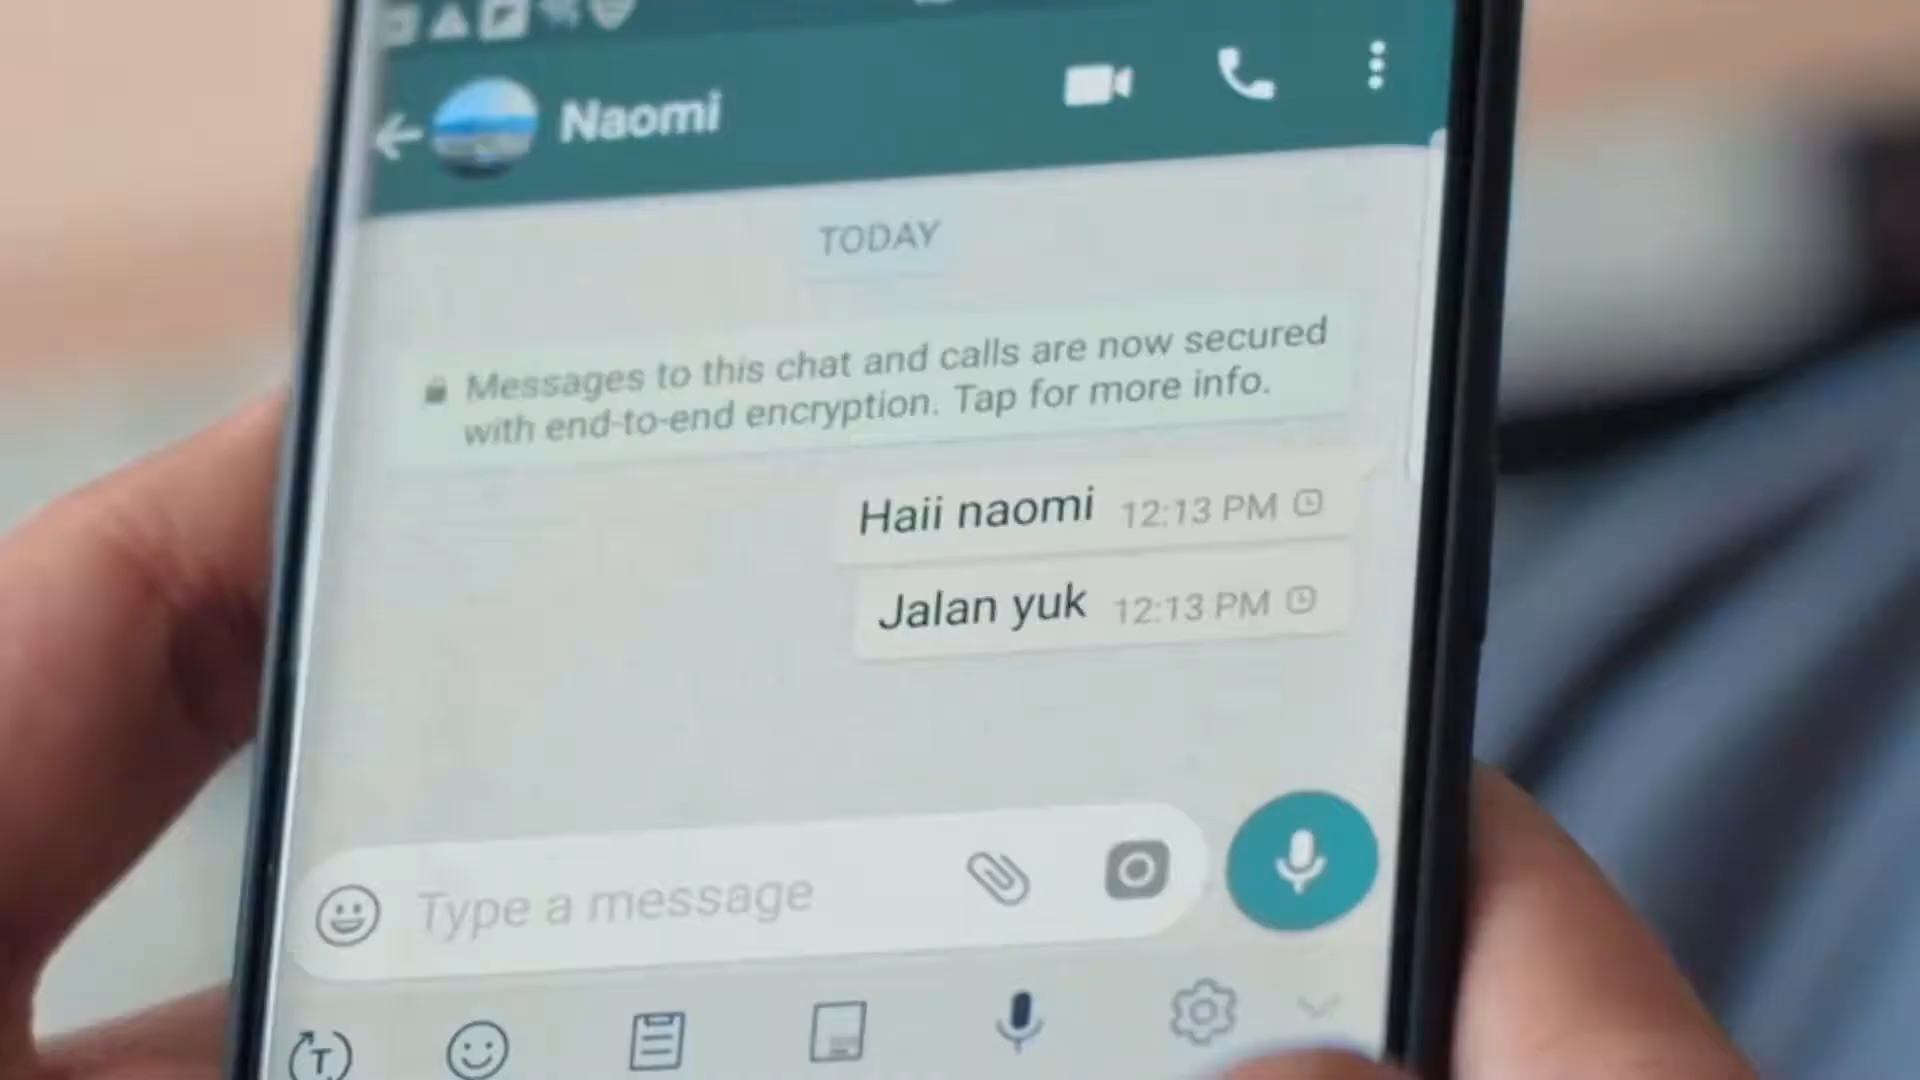 Naomi
TODAY
Messages to this chat and calls are now secured
with end-to-end encryption. Tap for more info.
Haii naomi 12:13 PM
Jalan yuk 12:13 PM
Type a message
T